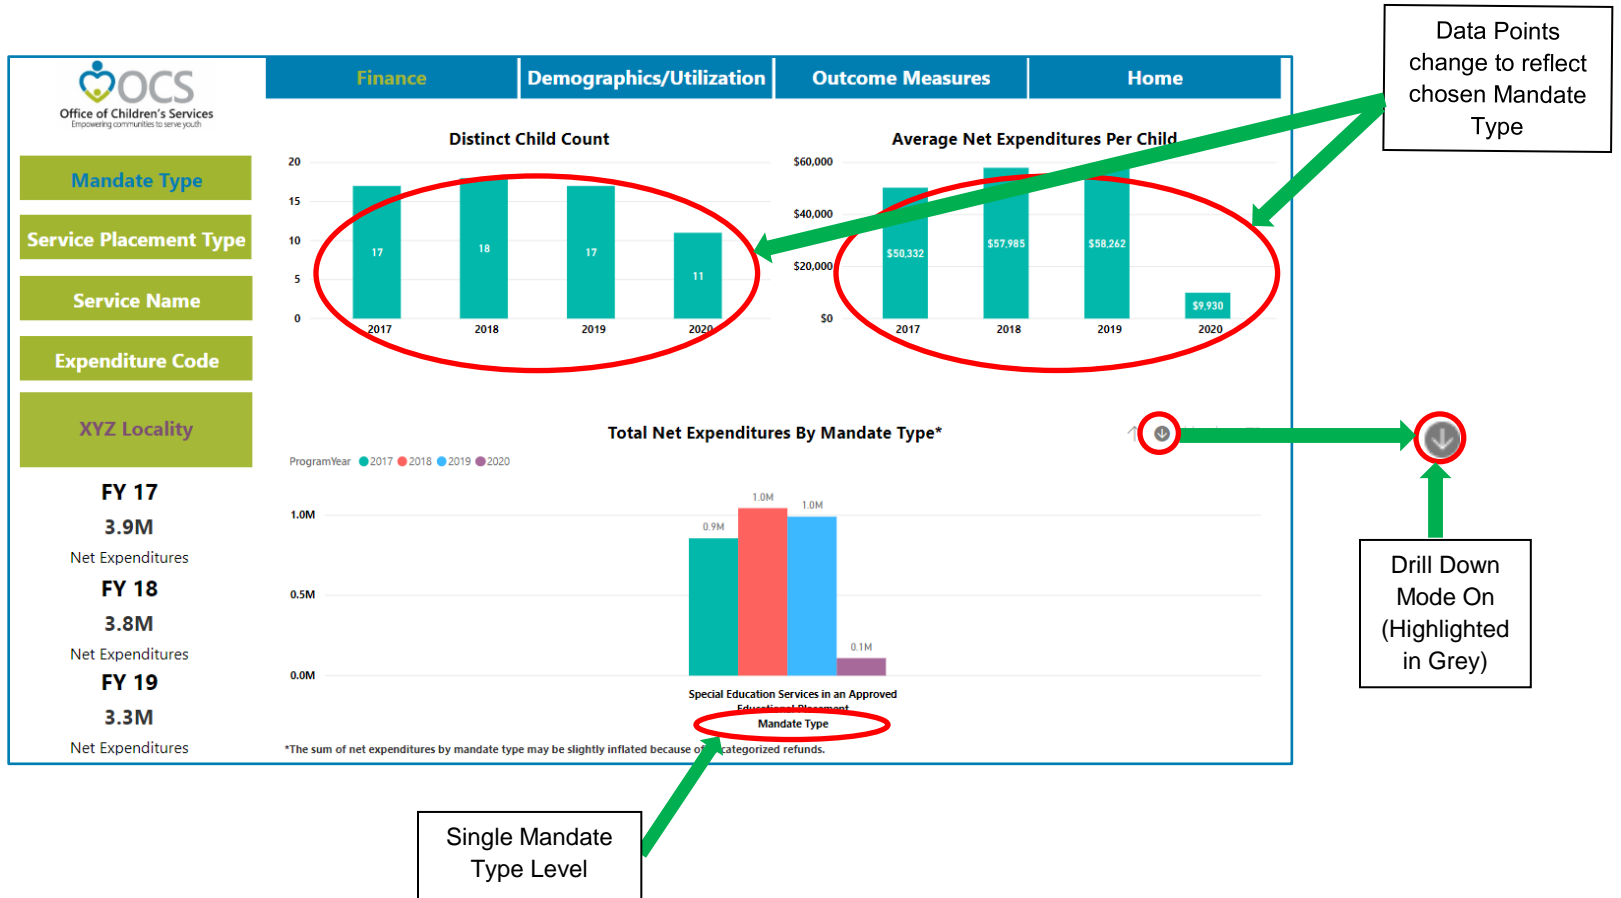 Data Points
change to reflect
chosen Mandate
Type
OCS
Office of Children's Services
Empowering communities to serve youth
Finance
Demographics/Utilization
Outcome Measures
Home
Mandate Type
Service Placement Type
Service Name
Expenditure Code
XYZ Locality
FY 17
3.9M
Net Expenditures
FY 18
3.8M
Net Expenditures
FY 19
3.3M
Net Expenditures
Distinct Child Count
20
15
10
5
0
17
18
17
11
2017
2018
2019
2020
Average Net Expenditures Per Child
$60,000
$40,000
$20,000
$0
$50,332
$57,985
$58,262
$9,930
2017
2018
2019
2020
Total Net Expenditures By Mandate Type*
ProgramYear 2017 2018 2019 2020
1.0M
0.5M
0.0M
0.9M
1.0M
1.0M
0.1M
Special Education Services in an Approved
Educational Placement
Mandate Type
*The sum of net expenditures by mandate type may be slightly inflated because of categorized refunds.
Drill Down
Mode On
(Highlighted
in Grey)
Single Mandate
Type Level